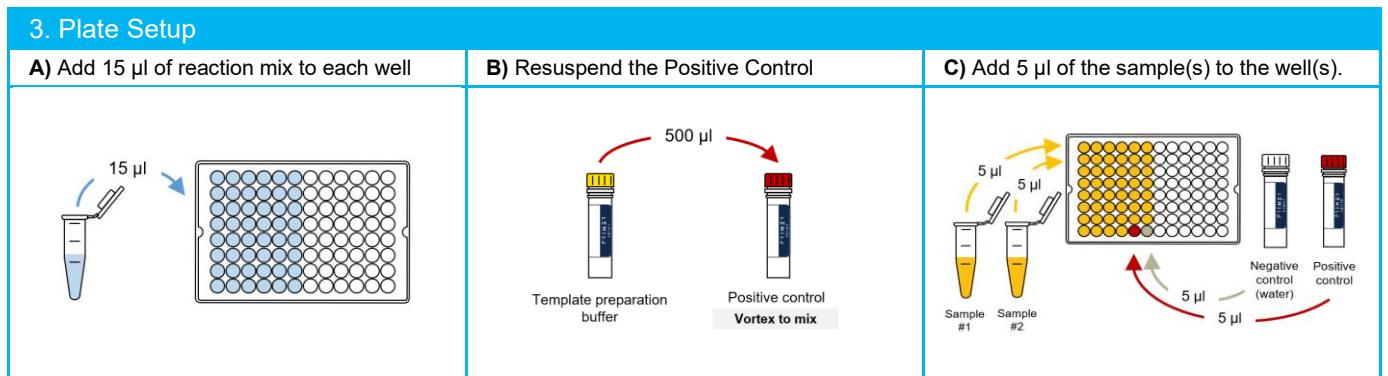 3. Plate Setup
A) Add 15 µl of reaction mix to each well
15 µl
B) Resuspend the Positive Control
500 µl
Template preparation
buffer
Positive control
Vortex to mix
C) Add 5 µl of the sample(s) to the well(s).
5 µl
5 µl
Sample
#1
Sample
#2
5 µl
5 µl
Negative
control
(water)
Positive
control